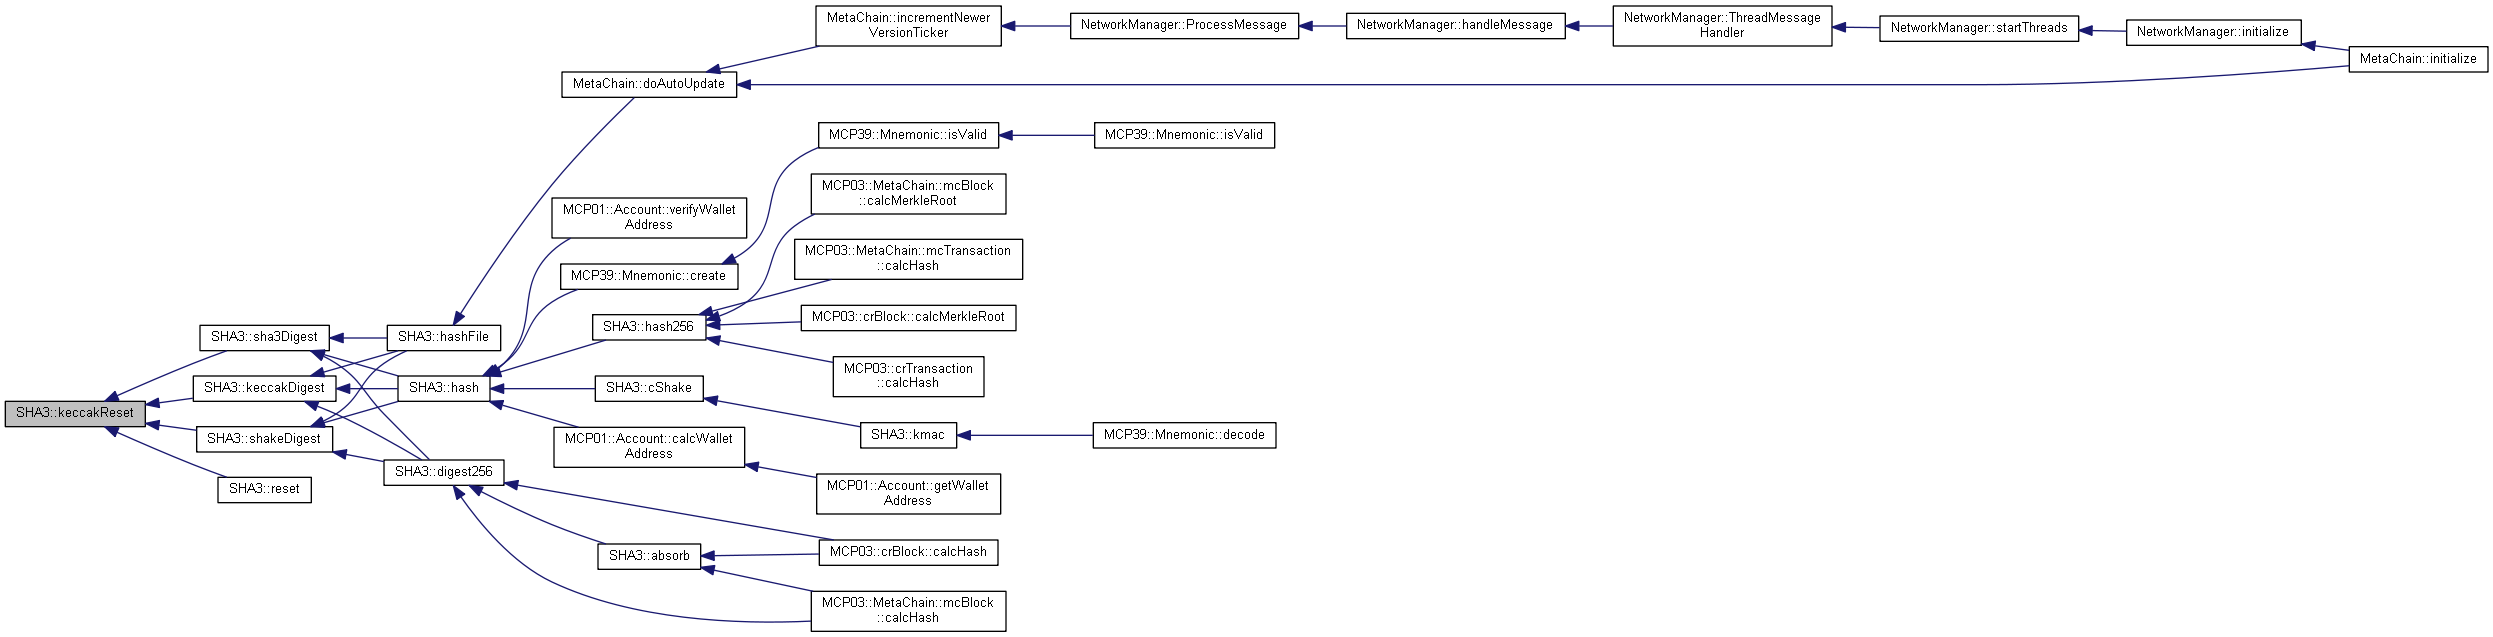 MetaChain::incrementNewer
VersionTicker
NetworkManager::ProcessMessage
NetworkManager::handleMessage
NetworkManager::ThreadMessage
Handler
NetworkManager::startThreads
NetworkManager::initialize
MetaChain::initialize
MetaChain::doAutoUpdate
MCP39::Mnemonic::isValid
MCP39::Mnemonic::isValid
MCP03::MetaChain::mcBlock
::calcMerkleRoot
MCP01::Account::verifyWallet
Address
MCP03::MetaChain::mcTransaction
::calcHash
MCP39::Mnemonic::create
MCP03::crBlock::calcMerkleRoot
SHA3::hash256
SHA3::sha3Digest
SHA3::hashFile
MCP03::crTransaction
::calcHash
SHA3::keccakDigest
SHA3::hash
SHA3::cShake
SHA3::keccakReset
SHA3::shakeDigest
MCP01::Account::calcWallet
Address
SHA3::kmac
MCP39::Mnemonic::decode
SHA3::digest256
SHA3::reset
MCP01::Account::getWallet
Address
SHA3::absorb
MCP03::crBlock::calcHash
MCP03::MetaChain::mcBlock
::calcHash